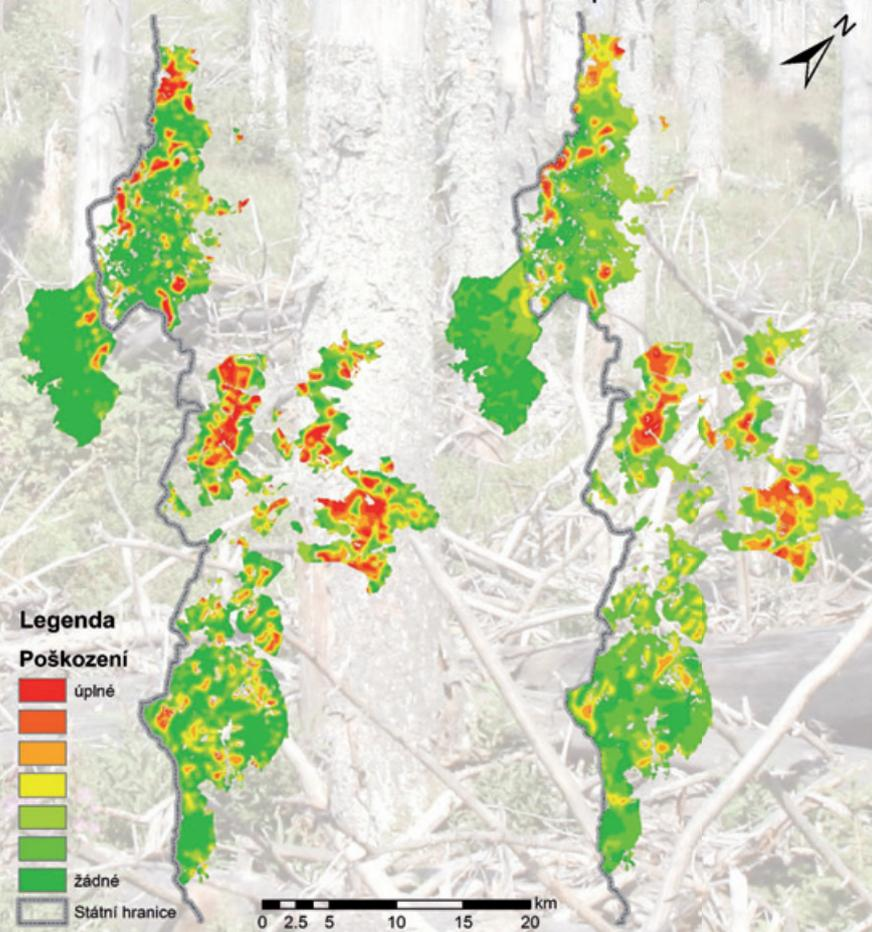 N
Legenda
Poškození
úplné
žádné
Státní hranice
km
0 2.5 5 10 15 20